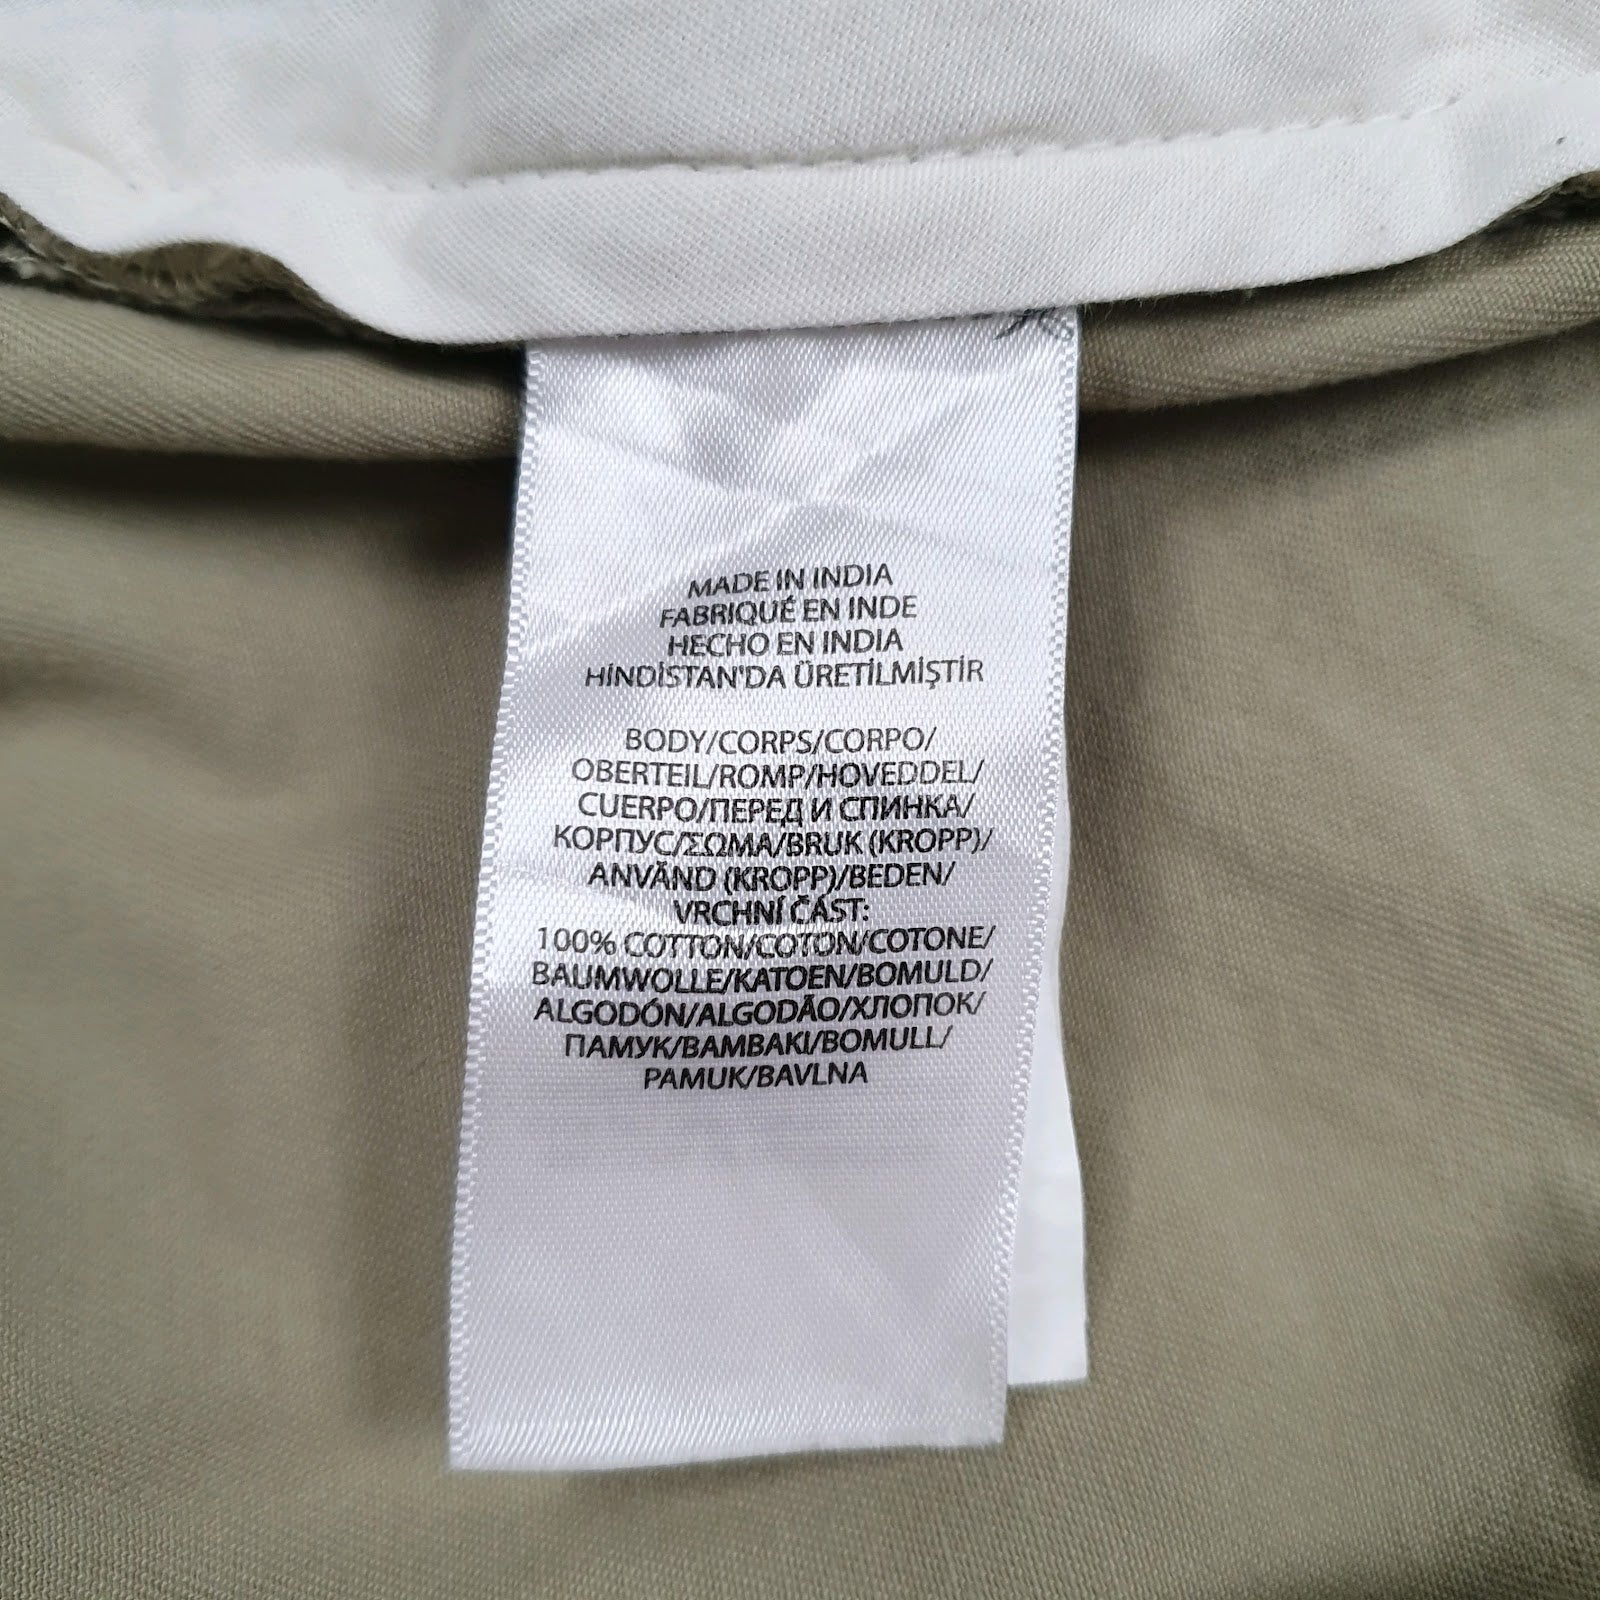 MADE IN INDIA
FABRIQUÉ EN INDE
HECHO EN INDIA
HİNDİSTAN'DA ÜRETİLMİŞTİR
BODY/CORPS/CORPO/
OBERTEIL/ROMP/HOVEDDEL/
CUERPO/ПЕРЕД И СПИНКА/
КОРПУС/ΣΩΜΑ/BRUK (KROPP)/
ANVÄND (KROPP)/BEDEN/
VRCHNÍ ČÁST:
100% COTTON/COTON/COTONE/
BAUMWOLLE/KATOEN/BOMULD/
ALGODÓN/ALGODÃO/ХЛОПОК/
ПАМУК/ΒΑΜΒΑΚΙ/BOMULL/
PAMUK/BAVLNA